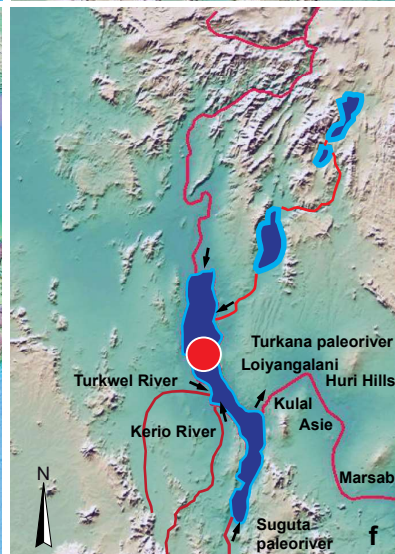 Turkana paleoriver
Loiyangalani
Turkwel River
Huri Hills
Kulal
Kerio River
Asie
N
Marsab
Suguta
paleoriver
f